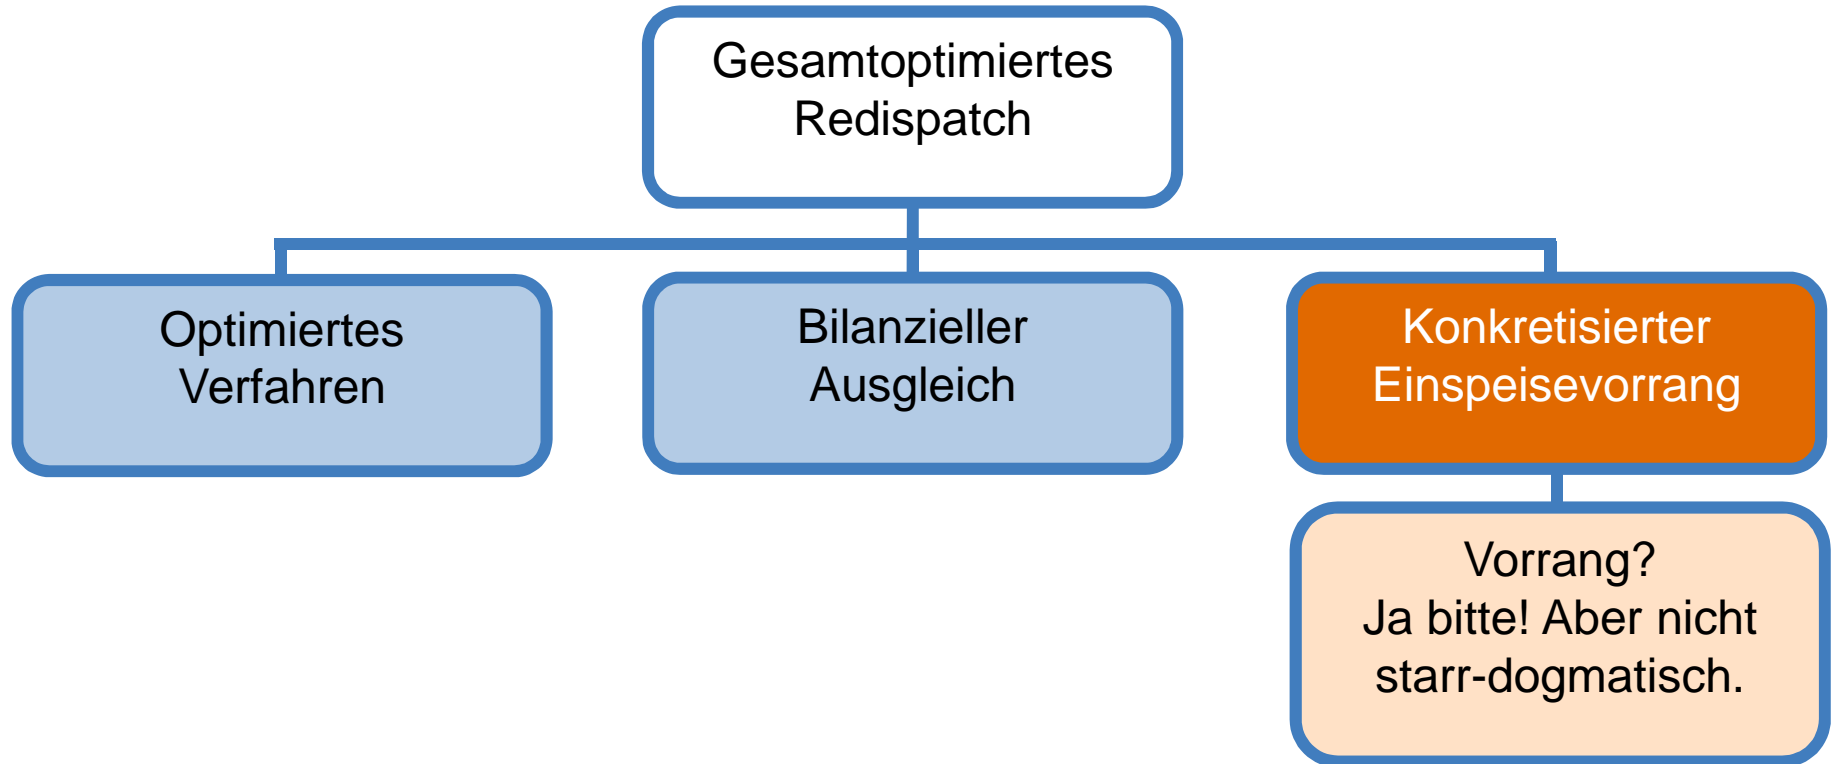 Gesamtoptimiertes
Redispatch
Optimiertes
Verfahren
Bilanzieller
Ausgleich
Konkretisierter
Einspeisevorrang
Vorrang?
Ja bitte! Aber nicht
starr-dogmatisch.